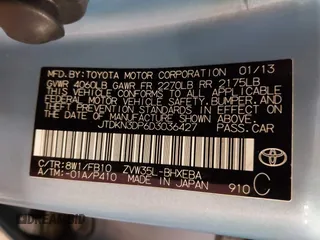 MFD.BY:TOYOTA MOTOR CORPORATION 01/13
GVWR 4060LB GAWR FR 2270LB RR 2175LB
THIS VEHICLE CONFORMS TO ALL APPLICABLE
FEDERAL MOTOR VEHICLE SAFETY, BUMPER, AND
THEFT PREVENTION STANDARDS IN EFFECT ON
THE DATE OF MANUFACTURE SHOWN ABOVE.
JTDKN3DP6D3036427
PASS. CAR
C/TR:8W1/FB10 ZVW35L-BHXEBA
A/TM:-01A/P410 MADE IN JAPAN 910 C
TOYOTA